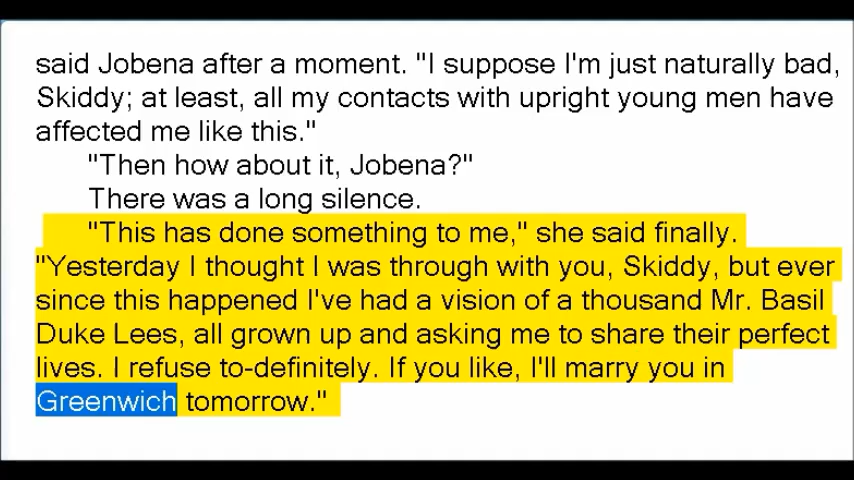 said Jobena after a moment. "I suppose I'm just naturally bad,
Skiddy; at least, all my contacts with upright young men have
affected me like this."
"Then how about it, Jobena?"
There was a long silence.
"This has done something to me," she said finally.
"Yesterday I thought I was through with you, Skiddy, but ever
since this happened I've had a vision of a thousand Mr. Basil
Duke Lees, all grown up and asking me to share their perfect
lives. I refuse to-definitely. If you like, I'll marry you in
Greenwich tomorrow."